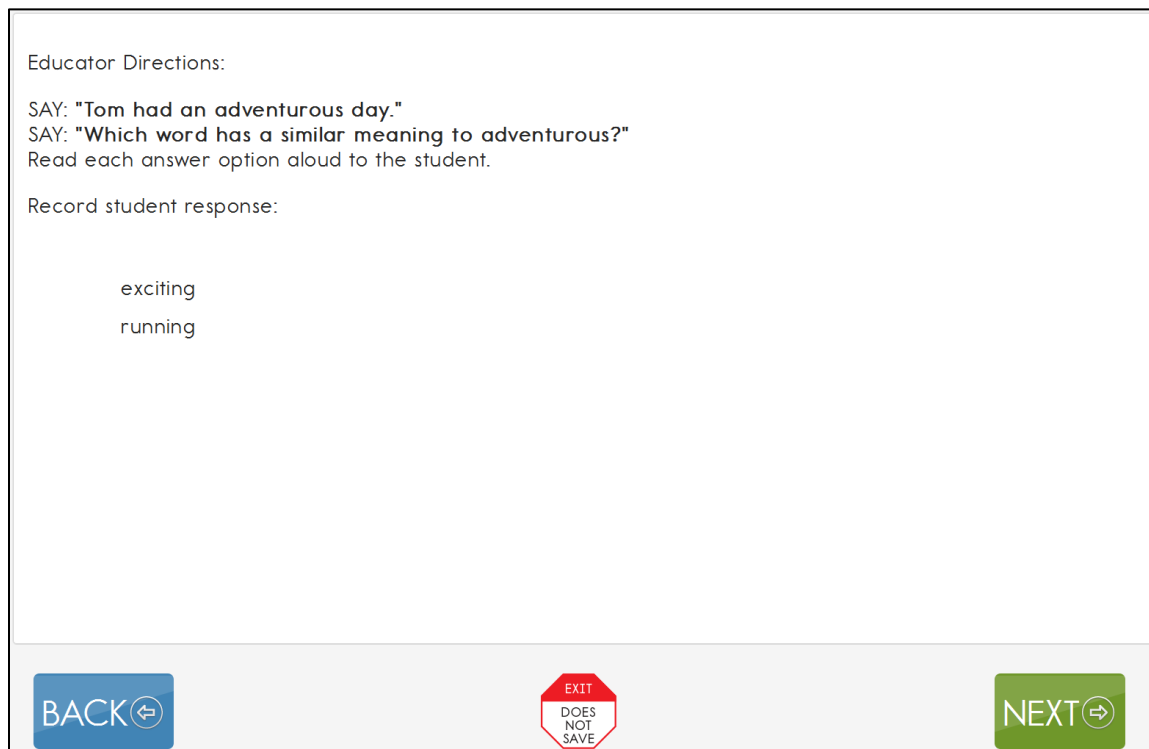 Educator Directions:
SAY: "Tom had an adventurous day."
SAY: "Which word has a similar meaning to adventurous?"
Read each answer option aloud to the student.
Record student response:
exciting
running
BACK
EXIT
DOES
NOT
SAVE
NEXT